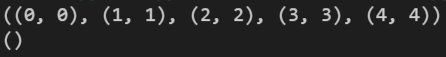 ((0, 0), (1, 1), (2, 2), (3, 3), (4, 4))
()